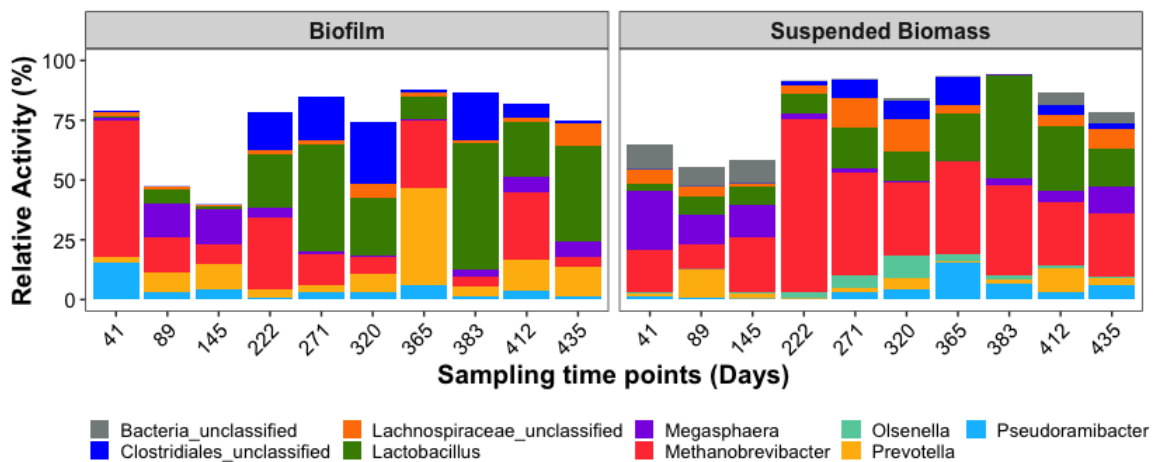 Biofilm
Suspended Biomass
Relative Activity (%)
100
75
50
25
0
41 89 145 222 271 320 365 383 412 435
41 89 145 222 271 320 365 383 412 435
Sampling time points (Days)
Bacteria_unclassified Lachnospiraceae_unclassified Megasphaera Olsenella Pseudoramibacter
Clostridiales_unclassified Lactobacillus Methanobrevibacter Prevotella